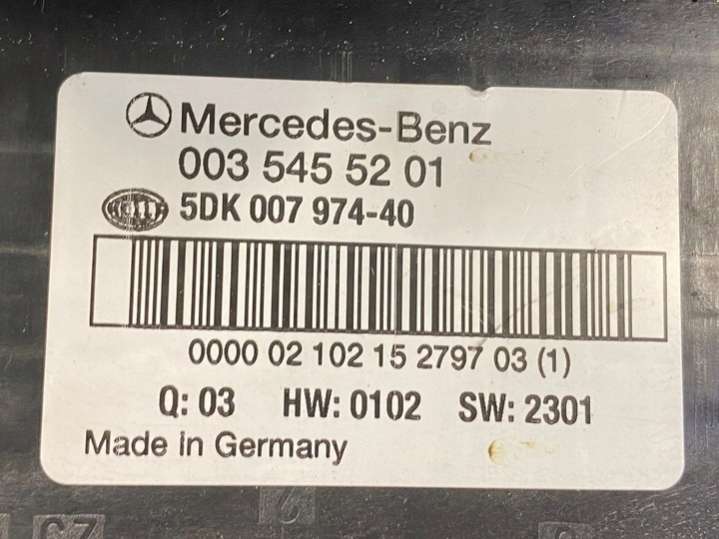 Mercedes-Benz
003 545 52 01
HELLA 5DK 007 974-40
0000 02 102 15 2797 03 (1)
Q: 03 HW: 0102 SW: 2301
Made in Germany